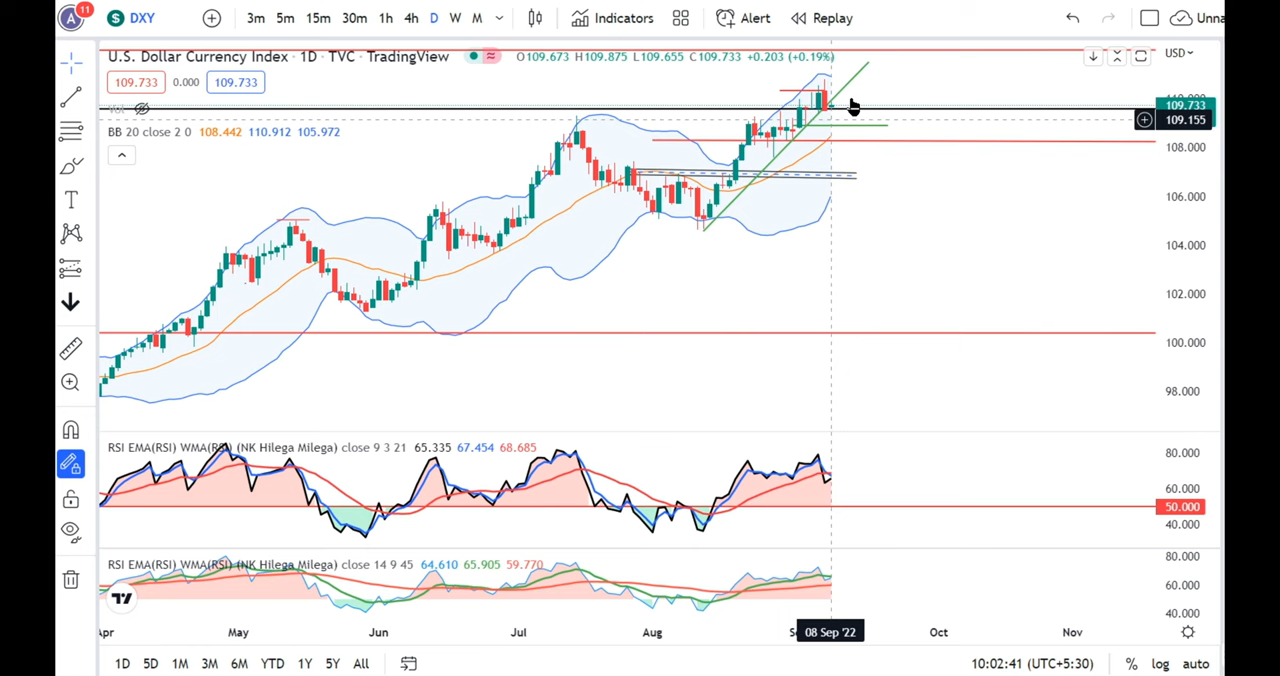 A 11 $ DXY 3m 5m 15m 30m 1h 4h D W M Indicators Alert Replay Unna
U.S. Dollar Currency Index · 1D · TVC · TradingView O109.673 H109.875 L109.655 C109.733 +0.203 (+0.19%) USD
109.733 0.000 109.733
BB 20 close 2 0 108.442 110.912 105.972
109.733
109.155
108.000
106.000
104.000
102.000
100.000
98.000
RSI EMA(RSI) WMA(RSI) (NK Hilega Milega) close 9 3 21 65.335 67.454 68.685
80.000
60.000
50.000
40.000
RSI EMA(RSI) WMA(RSI) (NK Hilega Milega) close 14 9 45 64.610 65.905 59.770
80.000
60.000
40.000
Apr May Jun Jul Aug 08 Sep '22 Oct Nov
1D 5D 1M 3M 6M YTD 1Y 5Y All 10:02:41 (UTC+5:30) % log auto